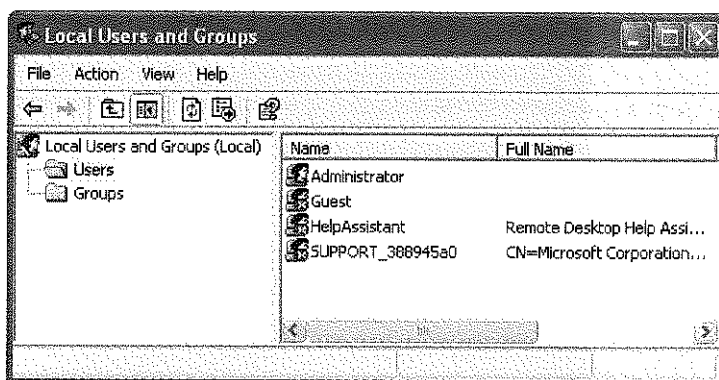 Local Users and Groups
File Action View Help
Local Users and Groups (Local)
Users
Groups
Name Full Name
Administrator
Guest
HelpAssistant Remote Desktop Help Assi...
SUPPORT_388945a0 CN=Microsoft Corporation...